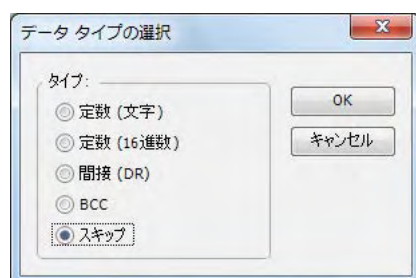 データ タイプの選択
タイプ:
定数 (文字)
定数 (16進数)
間接 (DR)
BCC
スキップ
OK
キャンセル